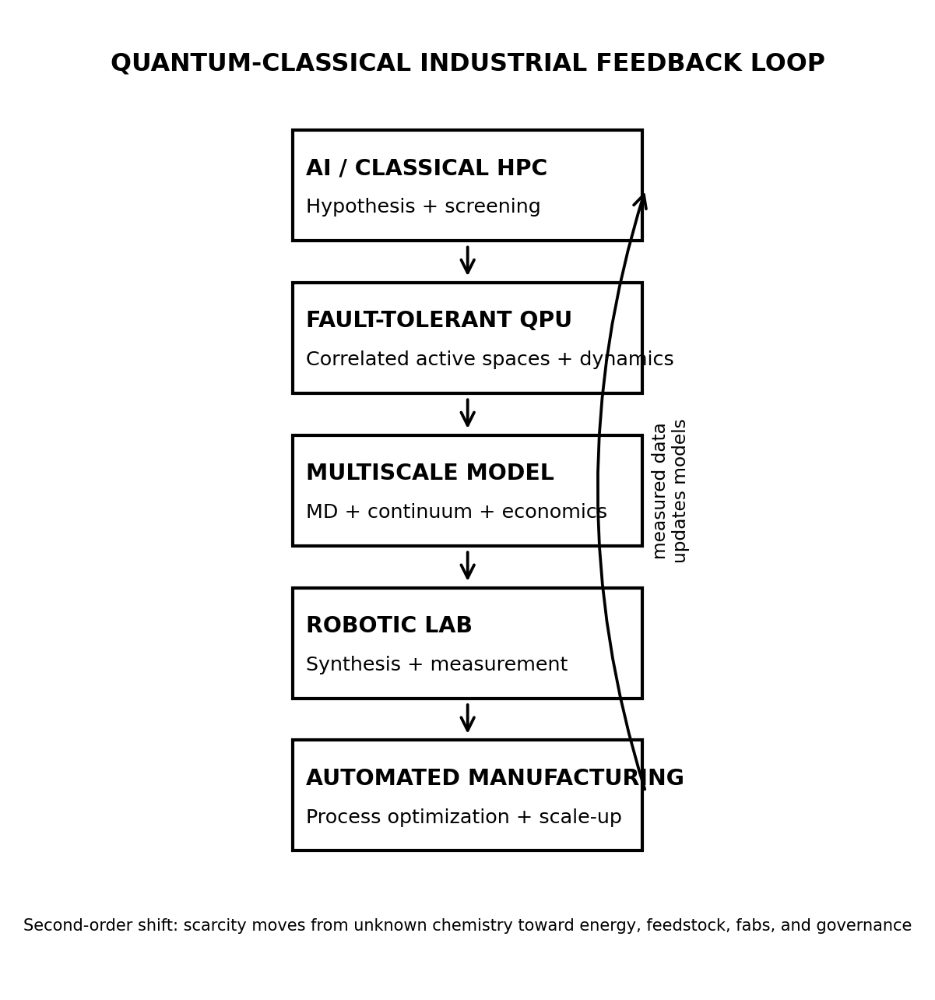 QUANTUM-CLASSICAL INDUSTRIAL FEEDBACK LOOP
AI / CLASSICAL HPC
Hypothesis + screening
FAULT-TOLERANT QPU
Correlated active spaces + dynamics
MULTISCALE MODEL
MD + continuum + economics
measured data
updates models
ROBOTIC LAB
Synthesis + measurement
AUTOMATED MANUFACTURING
Process optimization + scale-up
Second-order shift: scarcity moves from unknown chemistry toward energy, feedstock, fabs, and governance